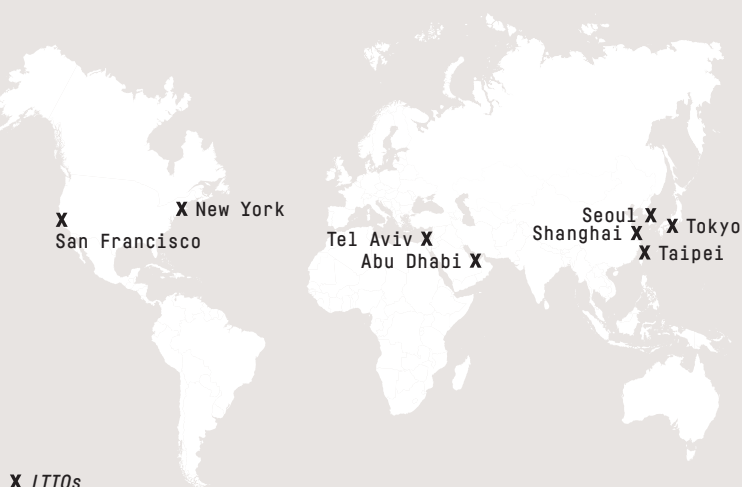 X New York
X
San Francisco
Seoul X
X Tokyo
Shanghai X
Tel Aviv X
X Taipei
Abu Dhabi X
X LTTOs